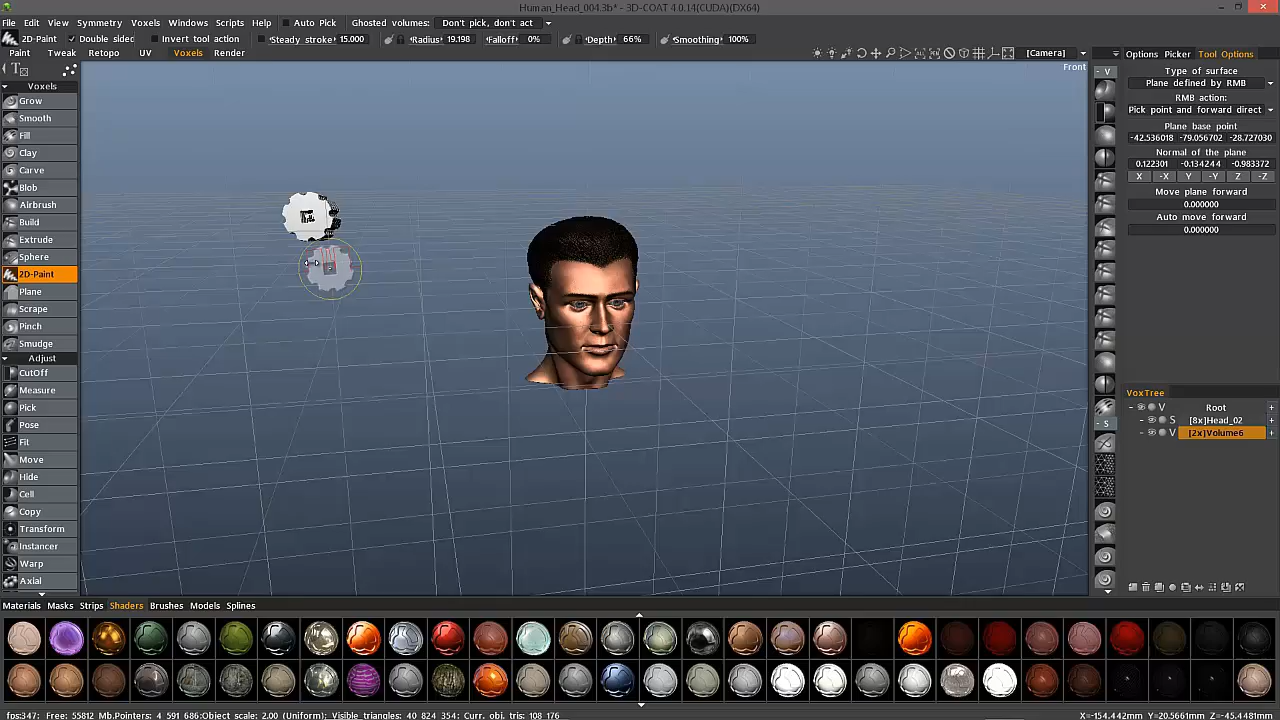 Human_Head_004.3b* - 3D-COAT 4.0.14(CUDA)(DX64)
File Edit View Symmetry Voxels Windows Scripts Help Auto Pick Ghosted volumes: Don't pick, don't act
2D-Paint Double sided Invert tool action Steady stroke: 15.000 Radius: 19.198 Falloff: 0% Depth: 66% Smoothing: 100%
Paint Tweak Retopo UV Voxels Render [Camera] Options Picker Tool Options
Front
Voxels
Grow
Smooth
Fill
Clay
Carve
Blob
Airbrush
Build
Extrude
Sphere
2D-Paint
Plane
Scrape
Pinch
Smudge
Adjust
CutOff
Measure
Pick
Pose
Fit
Move
Hide
Cell
Copy
Transform
Instancer
Warp
Axial
- V
- S
Type of surface
Plane defined by RMB
RMB action:
Pick point and forward direct
Plane base point
-42.536018 -79.056702 -28.727030
Normal of the plane
0.122301 -0.134244 -0.983372
X -X Y -Y Z -Z
Move plane forward
0.000000
Auto move forward
0.000000
VoxTree
- V Root +
- S [8x]Head_02 +
- V [2x]Volume6 +
Materials Masks Strips Shaders Brushes Models Layers Splines
fps:347; Free: 55812 Mb.Pointers: 4 591 686;Object scale: 2.00 (Uniform), Visible triangles: 40 824 354; Curr. obj. tris: 108 176 X=-154.442mm Y=20.5661mm Z=-45.4481mm